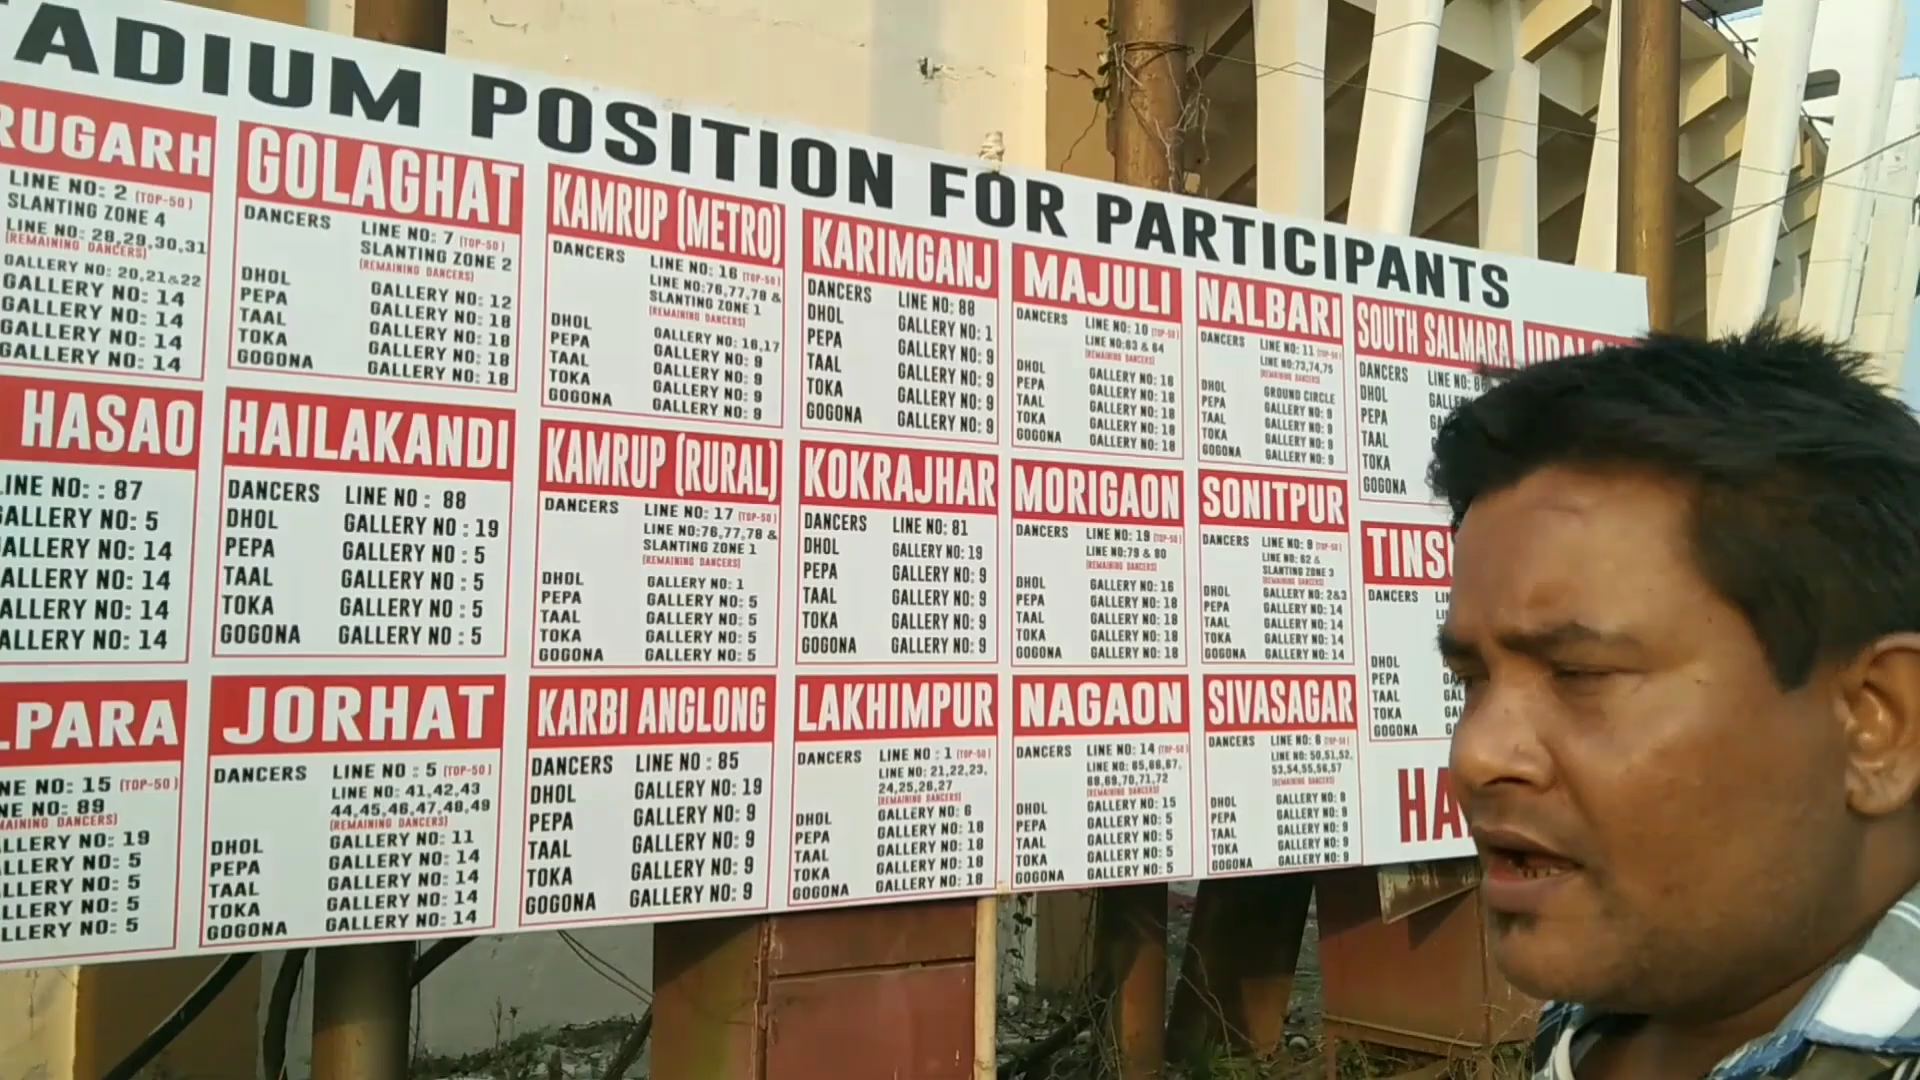 TADIUM POSITION FOR PARTICIPANTS
RUGARH
LINE NO: 2 (TOP-50)
SLANTING ZONE 4
LINE NO: 28,29,30,31
(REMAINING DANCERS)
GALLERY NO: 20,21&22
GALLERY NO: 14
GALLERY NO: 14
GALLERY NO: 14
GALLERY NO: 14
HASAO
LINE NO: : 87
GALLERY NO: 5
GALLERY NO: 14
GALLERY NO: 14
GALLERY NO: 14
GALLERY NO: 14
LPARA
NE NO: 15 (TOP-50)
NE NO: 89
MAINING DANCERS)
LLERY NO: 19
LLERY NO: 5
LLERY NO: 5
LLERY NO: 5
LLERY NO: 5
GOLAGHAT
DANCERS LINE NO: 7 (TOP-50)
SLANTING ZONE 2
(REMAINING DANCERS)
DHOL GALLERY NO: 12
PEPA GALLERY NO: 18
TAAL GALLERY NO: 18
TOKA GALLERY NO: 18
GOGONA GALLERY NO: 18
HAILAKANDI
DANCERS LINE NO : 88
DHOL GALLERY NO : 19
PEPA GALLERY NO : 5
TAAL GALLERY NO : 5
TOKA GALLERY NO : 5
GOGONA GALLERY NO : 5
JORHAT
DANCERS LINE NO : 5 (TOP-50)
LINE NO: 41,42,43
44,45,46,47,48,49
(REMAINING DANCERS)
DHOL GALLERY NO: 11
PEPA GALLERY NO: 14
TAAL GALLERY NO: 14
TOKA GALLERY NO: 14
GOGONA GALLERY NO: 14
KAMRUP (METRO)
DANCERS LINE NO: 16 (TOP-50)
LINE NO:76,77,78 &
SLANTING ZONE 1
(REMAINING DANCERS)
DHOL GALLERY NO: 16,17
PEPA GALLERY NO: 9
TAAL GALLERY NO: 9
TOKA GALLERY NO: 9
GOGONA GALLERY NO: 9
KAMRUP (RURAL)
DANCERS LINE NO: 17 (TOP-50)
LINE NO:76,77,78 &
SLANTING ZONE 1
(REMAINING DANCERS)
DHOL GALLERY NO: 1
PEPA GALLERY NO: 5
TAAL GALLERY NO: 5
TOKA GALLERY NO: 5
GOGONA GALLERY NO: 5
KARBI ANGLONG
DANCERS LINE NO : 85
DHOL GALLERY NO: 19
PEPA GALLERY NO: 9
TAAL GALLERY NO: 9
TOKA GALLERY NO: 9
GOGONA GALLERY NO: 9
KARIMGANJ
DANCERS LINE NO: 88
DHOL GALLERY NO: 1
PEPA GALLERY NO: 9
TAAL GALLERY NO: 9
TOKA GALLERY NO: 9
GOGONA GALLERY NO: 9
KOKRAJHAR
DANCERS LINE NO: 81
DHOL GALLERY NO: 19
PEPA GALLERY NO: 9
TAAL GALLERY NO: 9
TOKA GALLERY NO: 9
GOGONA GALLERY NO: 9
LAKHIMPUR
DANCERS LINE NO : 1 (TOP-50)
LINE NO: 21,22,23,
24,25,26,27
(REMAINING DANCERS)
DHOL GALLERY NO: 6
PEPA GALLERY NO: 18
TAAL GALLERY NO: 18
TOKA GALLERY NO: 18
GOGONA GALLERY NO: 18
MAJULI
DANCERS LINE NO: 10 (TOP-50)
LINE NO:63 & 64
(REMAINING DANCERS)
DHOL GALLERY NO: 16
PEPA GALLERY NO: 18
TAAL GALLERY NO: 18
TOKA GALLERY NO: 18
GOGONA GALLERY NO: 18
MORIGAON
DANCERS LINE NO: 19 (TOP-50)
LINE NO:79 & 80
(REMAINING DANCERS)
DHOL GALLERY NO: 16
PEPA GALLERY NO: 18
TAAL GALLERY NO: 18
TOKA GALLERY NO: 18
GOGONA GALLERY NO: 18
NAGAON
DANCERS LINE NO: 14 (TOP-50)
LINE NO: 65,66,67,
68,69,70,71,72
(REMAINING DANCERS)
DHOL GALLERY NO: 15
PEPA GALLERY NO: 5
TAAL GALLERY NO: 5
TOKA GALLERY NO: 5
GOGONA GALLERY NO: 5
NALBARI
DANCERS LINE NO: 11 (TOP-50)
LINE NO:73,74,75
(REMAINING DANCERS)
DHOL GROUND CIRCLE
PEPA GALLERY NO: 9
TAAL GALLERY NO: 9
TOKA GALLERY NO: 9
GOGONA GALLERY NO: 9
SONITPUR
DANCERS LINE NO: 9 (TOP-50)
LINE NO: 62 &
SLANTING ZONE 3
(REMAINING DANCERS)
DHOL GALLERY NO: 2&3
PEPA GALLERY NO: 14
TAAL GALLERY NO: 14
TOKA GALLERY NO: 14
GOGONA GALLERY NO: 14
SIVASAGAR
DANCERS LINE NO: 6 (TOP-50)
LINE NO: 50,51,52,
53,54,55,56,57
(REMAINING DANCERS)
DHOL GALLERY NO: 8
PEPA GALLERY NO: 9
TAAL GALLERY NO: 9
TOKA GALLERY NO: 9
GOGONA GALLERY NO: 9
SOUTH SALMARA
DANCERS LINE NO: 8
DHOL GALLE
PEPA GA
TAAL
TOKA
GOGONA
TINS
DANCERS LIN
LI
DHOL
PEPA GA
TAAL GAL
TOKA GAL
GOGONA G
HA